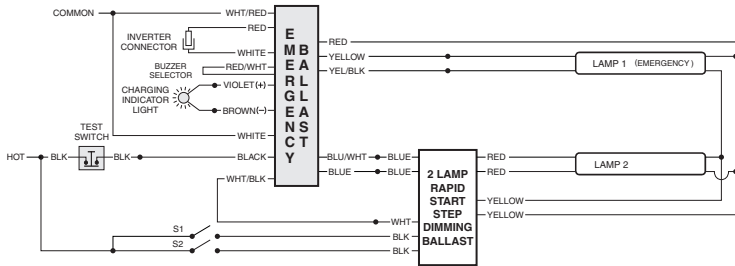 COMMON
WHT/RED
RED
INVERTER
CONNECTOR
WHITE
BUZZER
SELECTOR
RED/WHT
CHARGING
INDICATOR
LIGHT
VIOLET(+)
BROWN(−)
WHITE
TEST
SWITCH
HOT
BLK
BLK
BLACK
WHT/BLK
EMERGENCY
BALLAST
RED
YELLOW
YEL/BLK
LAMP 1 (EMERGENCY)
BLU/WHT
BLUE
BLUE
BLUE
2 LAMP
RAPID
START
STEP
DIMMING
BALLAST
RED
RED
LAMP 2
YELLOW
YELLOW
WHT
S1
BLK
S2
BLK